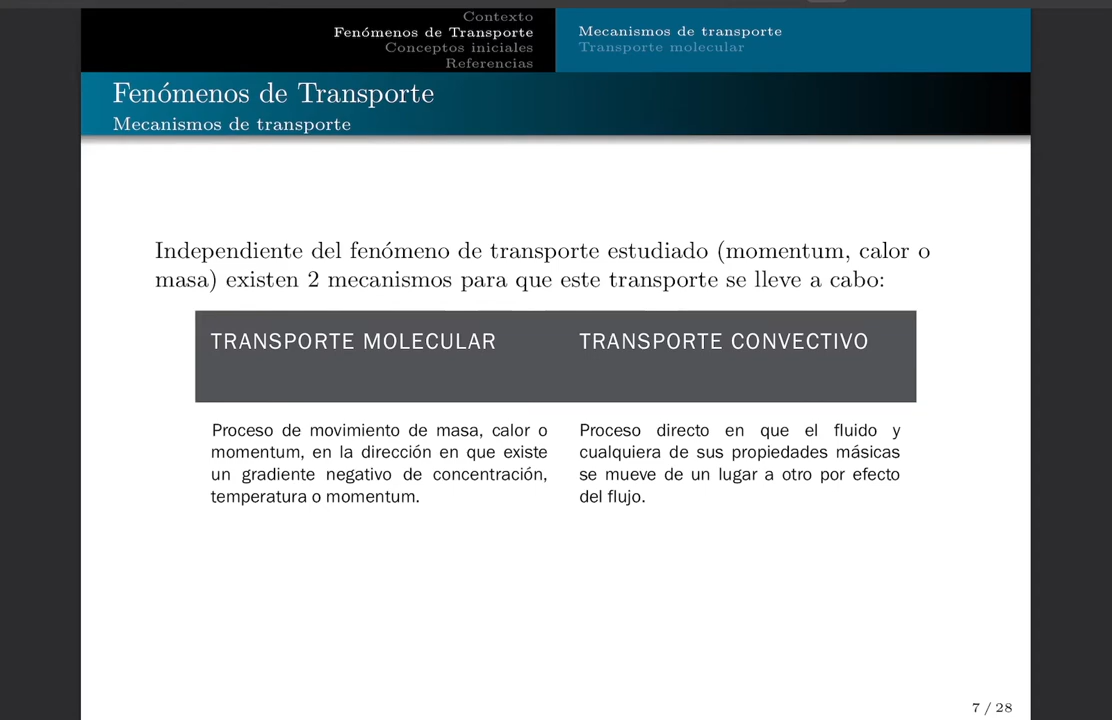 Contexto
Fenómenos de Transporte
Conceptos iniciales
Referencias
Mecanismos de transporte
Transporte molecular
Fenómenos de Transporte
Mecanismos de transporte
Independiente del fenómeno de transporte estudiado (momentum, calor o
masa) existen 2 mecanismos para que este transporte se lleve a cabo:
TRANSPORTE MOLECULAR
Proceso de movimiento de masa, calor o
momentum, en la dirección en que existe
un gradiente negativo de concentración,
temperatura o momentum.
TRANSPORTE CONVECTIVO
Proceso directo en que el fluido y
cualquiera de sus propiedades másicas
se mueve de un lugar a otro por efecto
del flujo.
7 / 28